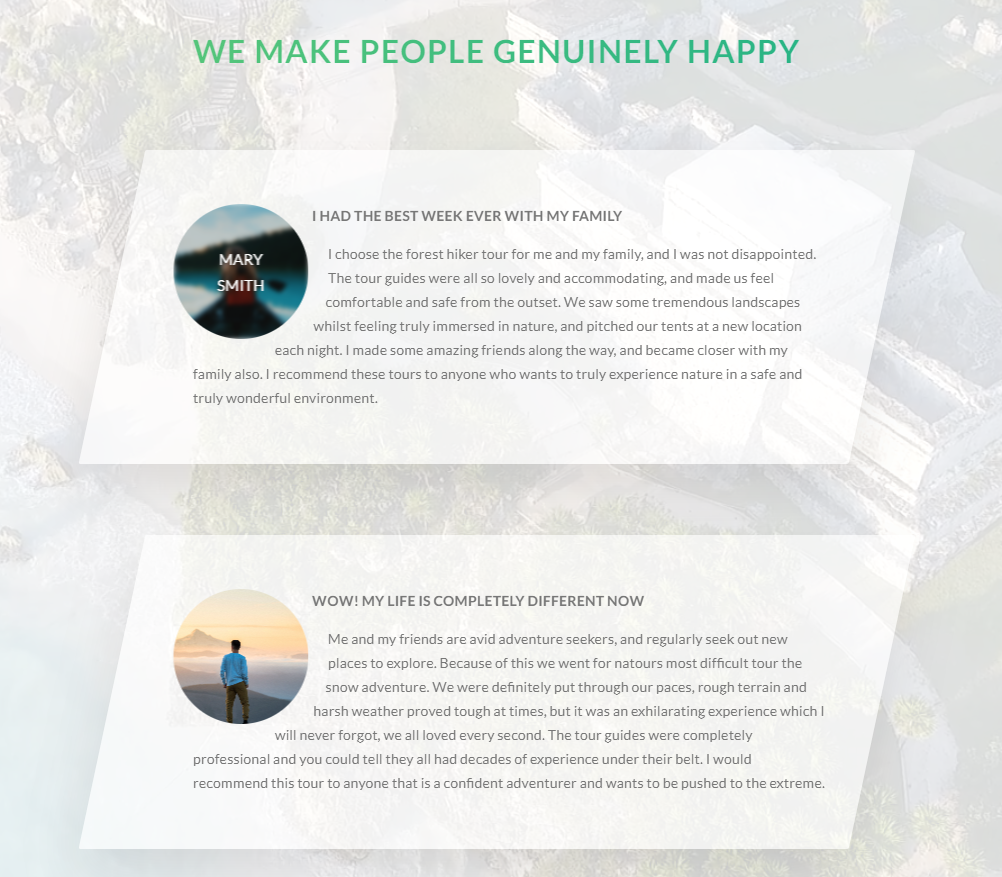 WE MAKE PEOPLE GENUINELY HAPPY
MARY
SMITH
I HAD THE BEST WEEK EVER WITH MY FAMILY
I choose the forest hiker tour for me and my family, and I was not disappointed.
The tour guides were all so lovely and accommodating, and made us feel
comfortable and safe from the outset. We saw some tremendous landscapes
whilst feeling truly immersed in nature, and pitched our tents at a new location
each night. I made some amazing friends along the way, and became closer with my
family also. I recommend these tours to anyone who wants to truly experience nature in a safe and
truly wonderful environment.
WOW! MY LIFE IS COMPLETELY DIFFERENT NOW
Me and my friends are avid adventure seekers, and regularly seek out new
places to explore. Because of this we went for natours most difficult tour the
snow adventure. We were definitely put through our paces, rough terrain and
harsh weather proved tough at times, but it was an exhilarating experience which I
will never forgot, we all loved every second. The tour guides were completely
professional and you could tell they all had decades of experience under their belt. I would
recommend this tour to anyone that is a confident adventurer and wants to be pushed to the extreme.